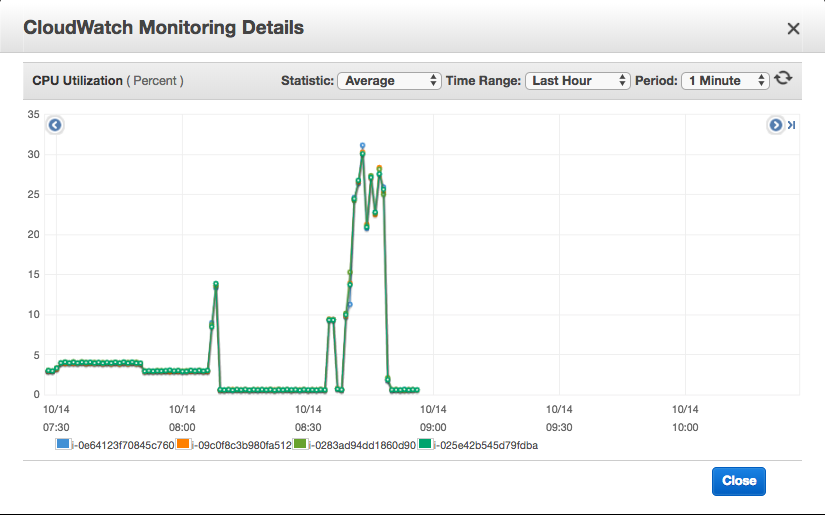 CloudWatch Monitoring Details
CPU Utilization ( Percent ) Statistic: Average Time Range: Last Hour Period: 1 Minute
35
30
25
20
15
10
5
0
10/14 10/14 10/14 10/14 10/14 10/14
07:30 08:00 08:30 09:00 09:30 10:00
i-0e64123f70845c760 i-09c0f8c3b980fa512 i-0283ad94dd1860d90 i-025e42b545d79fdba
Close